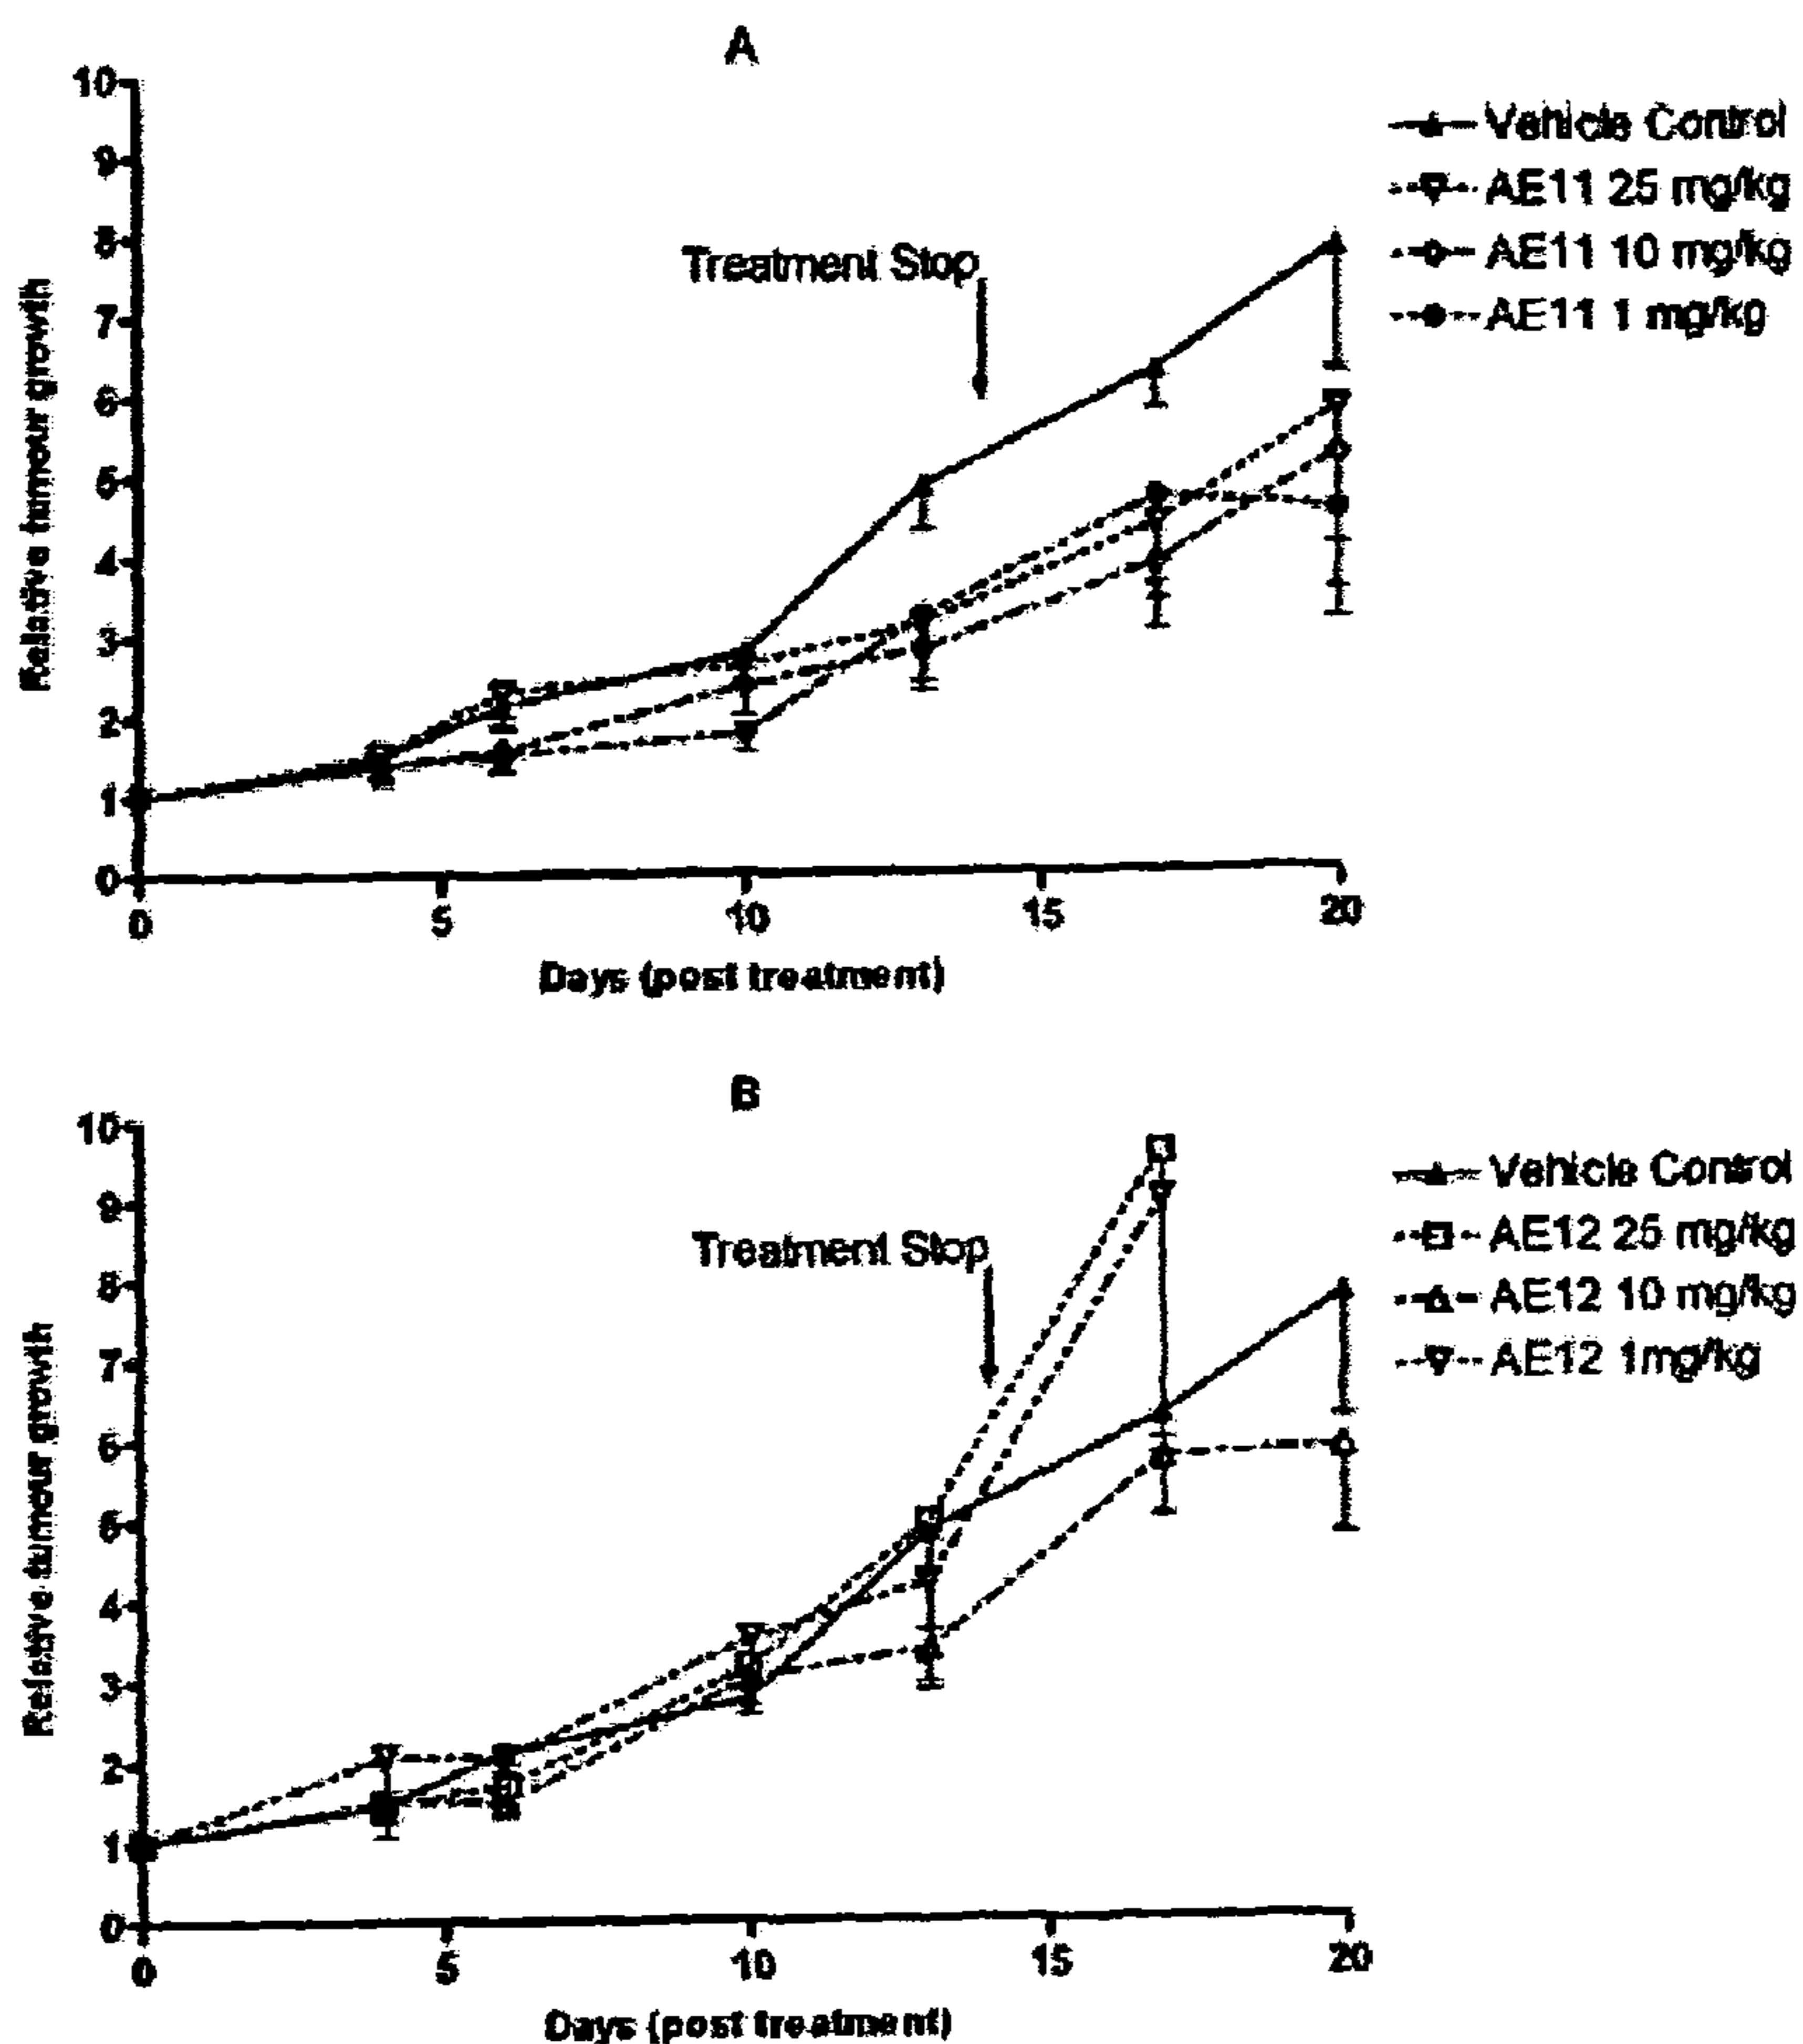 A
10
9
8
7
6
5
4
3
2
1
0
Relative tumour growth
Treatment Stop
Vehicle Control
AE11 25 mg/kg
AE11 10 mg/kg
AE11 1 mg/kg
0 5 10 15 20
Days (post treatment)
B
10
9
8
7
6
5
4
3
2
1
0
Relative tumour growth
Treatment Stop
Vehicle Control
AE12 25 mg/kg
AE12 10 mg/kg
AE12 1mg/kg
0 5 10 15 20
Days (post treatment)